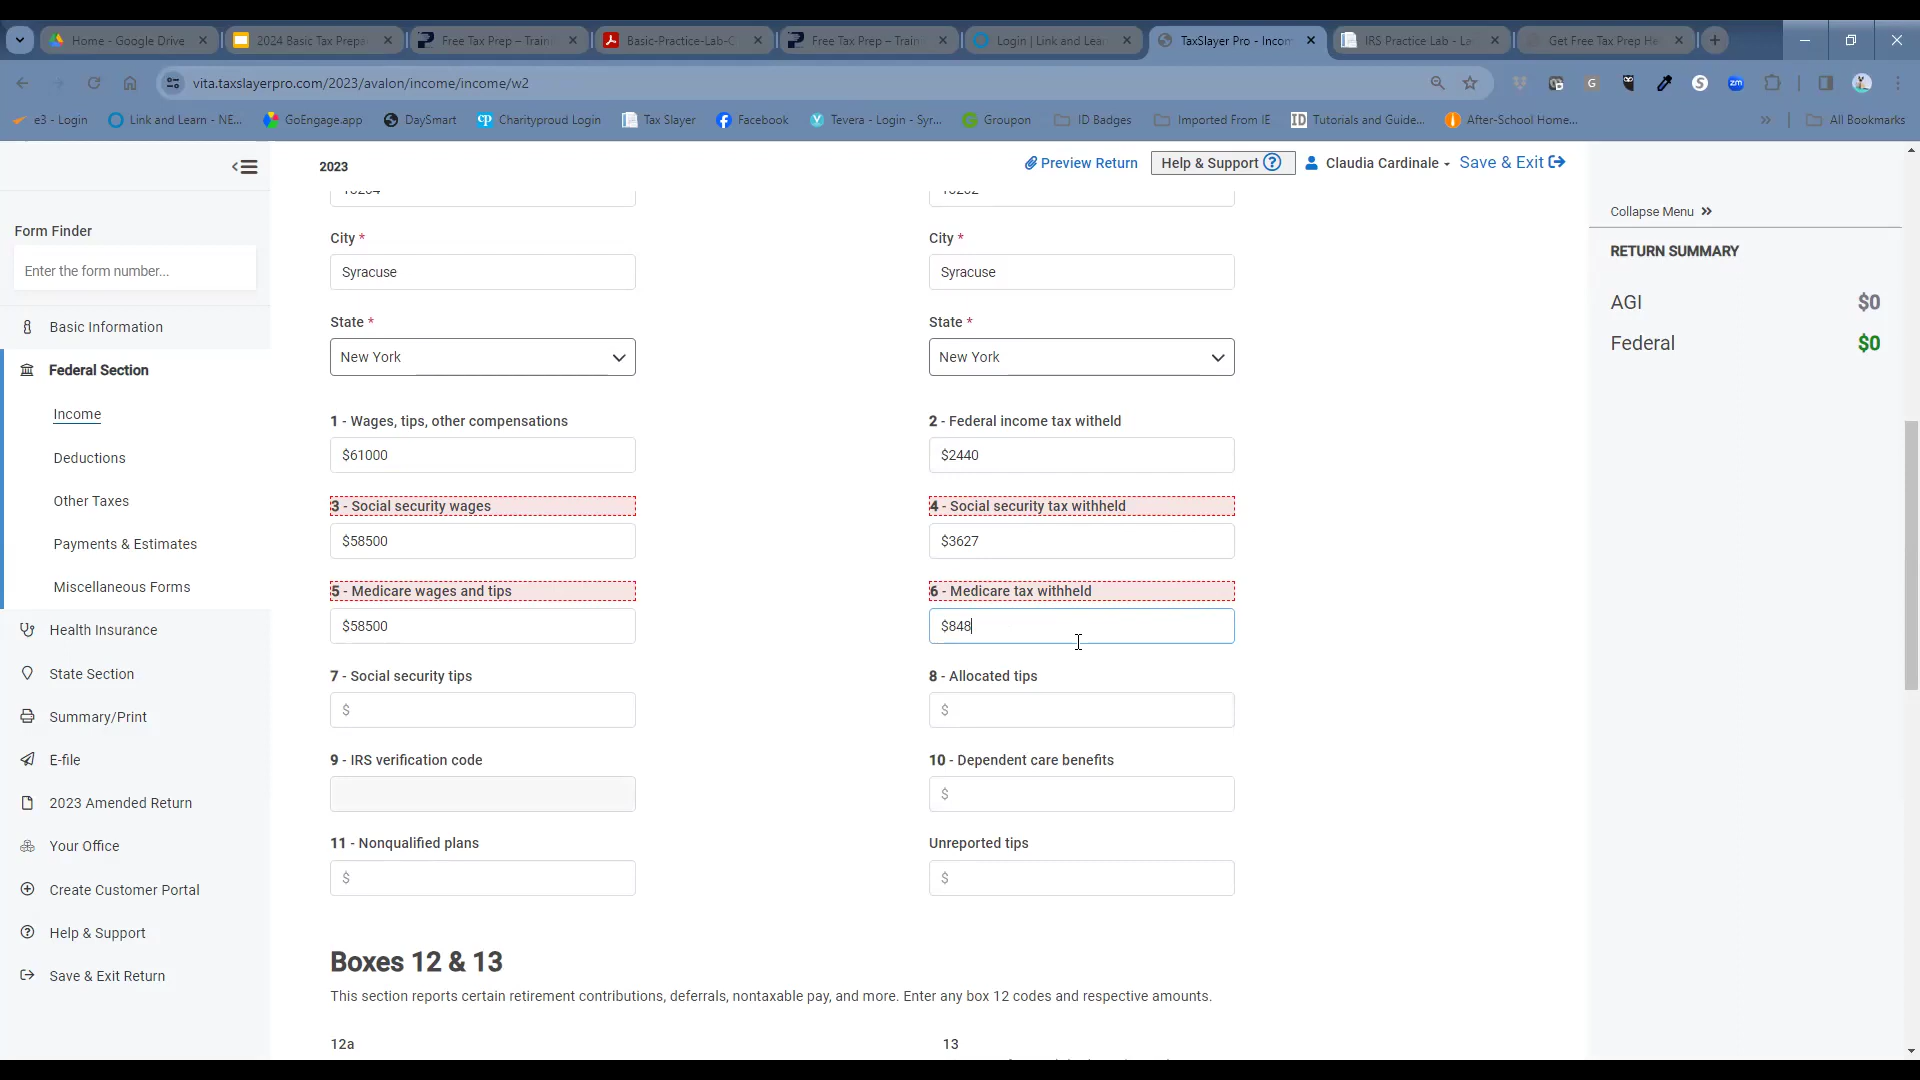 Home - Google Drive
2024 Basic Tax Prepa
Free Tax Prep – Train
Basic-Practice-Lab-C
Free Tax Prep – Train
Login | Link and Lea
TaxSlayer Pro - Incom
IRS Practice Lab - La
Get Free Tax Prep He
vita.taxslayerpro.com/2023/avalon/income/income/w2
e3 - Login
Link and Learn - NE...
GoEngage.app
DaySmart
Charityproud Login
Tax Slayer
Facebook
Tevera - Login - Syr...
Groupon
ID Badges
Imported From IE
Tutorials and Guide...
After-School Home...
All Bookmarks
2023
Preview Return
Help & Support
Claudia Cardinale
Save & Exit
Form Finder
Enter the form number...
Basic Information
Federal Section
Income
Deductions
Other Taxes
Payments & Estimates
Miscellaneous Forms
Health Insurance
State Section
Summary/Print
E-file
2023 Amended Return
Your Office
Create Customer Portal
Help & Support
Save & Exit Return
City *
City *
Syracuse
Syracuse
State *
State *
New York
New York
1 - Wages, tips, other compensations
2 - Federal income tax witheld
$61000
$2440
3 - Social security wages
4 - Social security tax withheld
$58500
$3627
5 - Medicare wages and tips
6 - Medicare tax withheld
$58500
$848
7 - Social security tips
8 - Allocated tips
$
$
9 - IRS verification code
10 - Dependent care benefits
$
11 - Nonqualified plans
Unreported tips
$
$
Boxes 12 & 13
This section reports certain retirement contributions, deferrals, nontaxable pay, and more. Enter any box 12 codes and respective amounts.
12a
13
Collapse Menu
RETURN SUMMARY
AGI $0
Federal $0